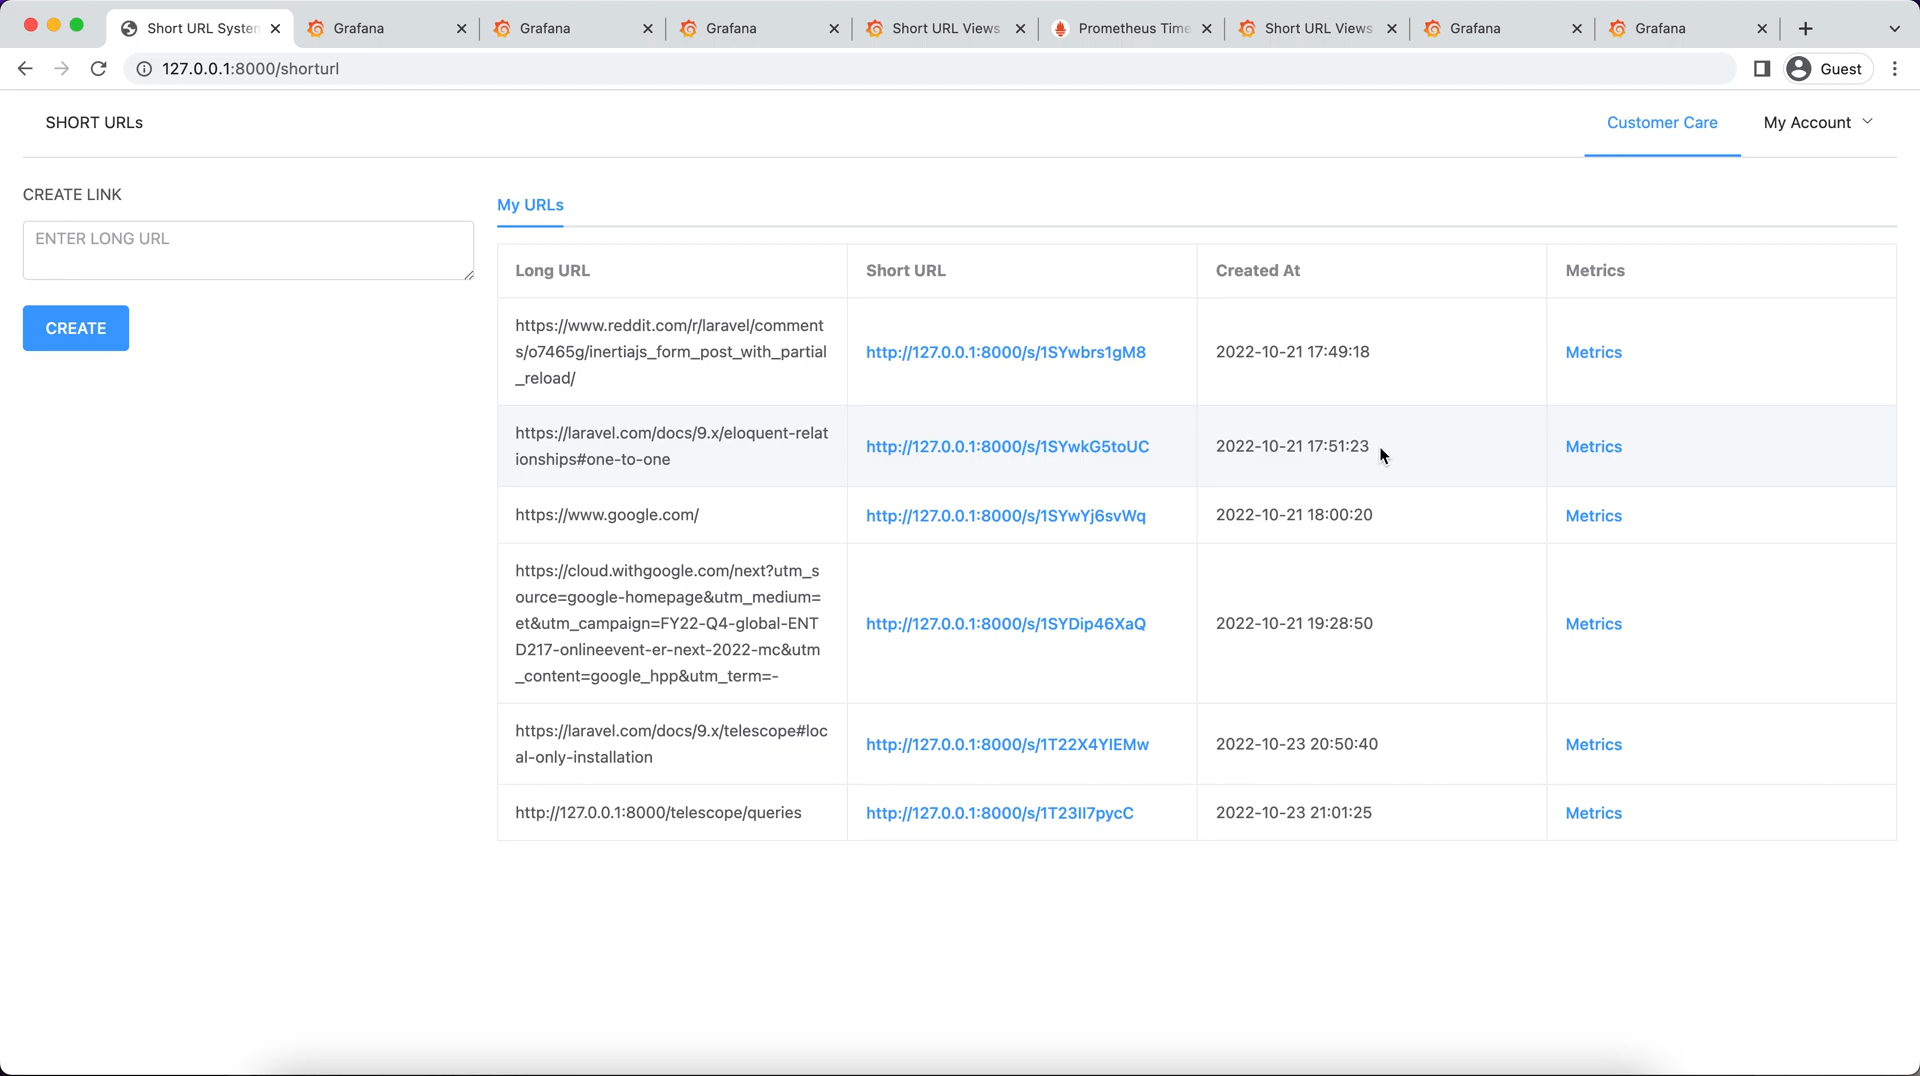 Short URL System
Grafana
Grafana
Grafana
Short URL Views
Prometheus Time
Short URL Views
Grafana
Grafana
127.0.0.1:8000/shorturl
Guest
SHORT URLs
Customer Care
My Account
CREATE LINK
ENTER LONG URL
CREATE
My URLs
Long URL
Short URL
Created At
Metrics
https://www.reddit.com/r/laravel/comment
s/o7465g/inertiajs_form_post_with_partial
_reload/
http://127.0.0.1:8000/s/1SYwbrs1gM8
2022-10-21 17:49:18
Metrics
https://laravel.com/docs/9.x/eloquent-relat
ionships#one-to-one
http://127.0.0.1:8000/s/1SYwkG5toUC
2022-10-21 17:51:23
Metrics
https://www.google.com/
http://127.0.0.1:8000/s/1SYwYj6svWq
2022-10-21 18:00:20
Metrics
https://cloud.withgoogle.com/next?utm_s
ource=google-homepage&utm_medium=
et&utm_campaign=FY22-Q4-global-ENT
D217-onlineevent-er-next-2022-mc&utm
_content=google_hpp&utm_term=-
http://127.0.0.1:8000/s/1SYDip46XaQ
2022-10-21 19:28:50
Metrics
https://laravel.com/docs/9.x/telescope#loc
al-only-installation
http://127.0.0.1:8000/s/1T22X4YIEMw
2022-10-23 20:50:40
Metrics
http://127.0.0.1:8000/telescope/queries
http://127.0.0.1:8000/s/1T23II7pycC
2022-10-23 21:01:25
Metrics